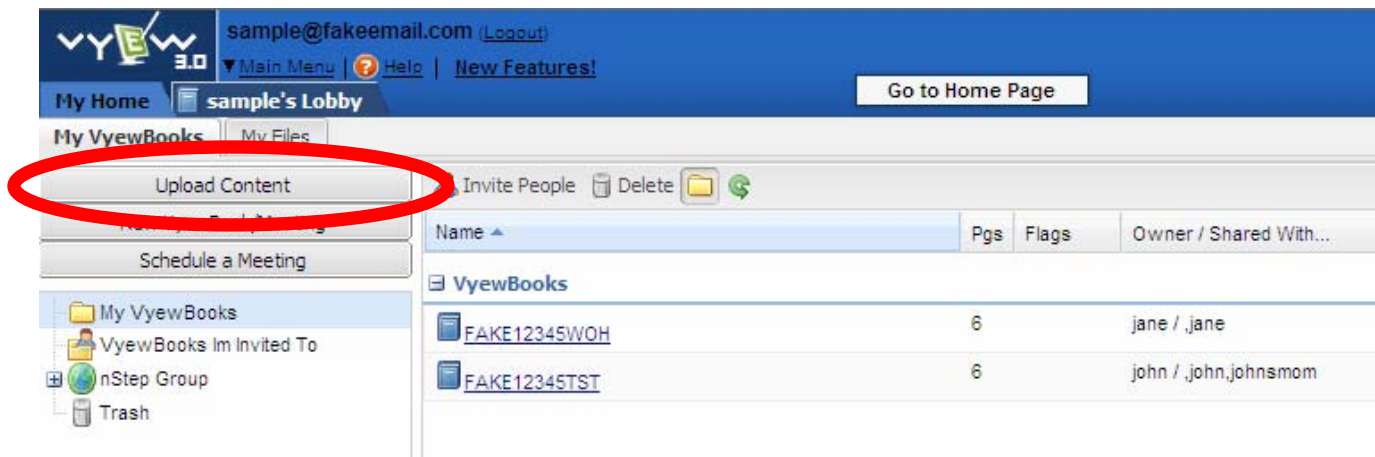 VYEW 3.0
sample@fakeemail.com (Logout)
▼Main Menu | ? Help | New Features!
Go to Home Page
My Home sample's Lobby
My VyewBooks My Files
Upload Content
Schedule a Meeting
My VyewBooks
VyewBooks Im Invited To
nStep Group
Trash
Invite People Delete
Name Pgs Flags Owner / Shared With...
VyewBooks
FAKE12345WOH 6 jane / ,jane
FAKE12345TST 6 john / ,john,johnsmom